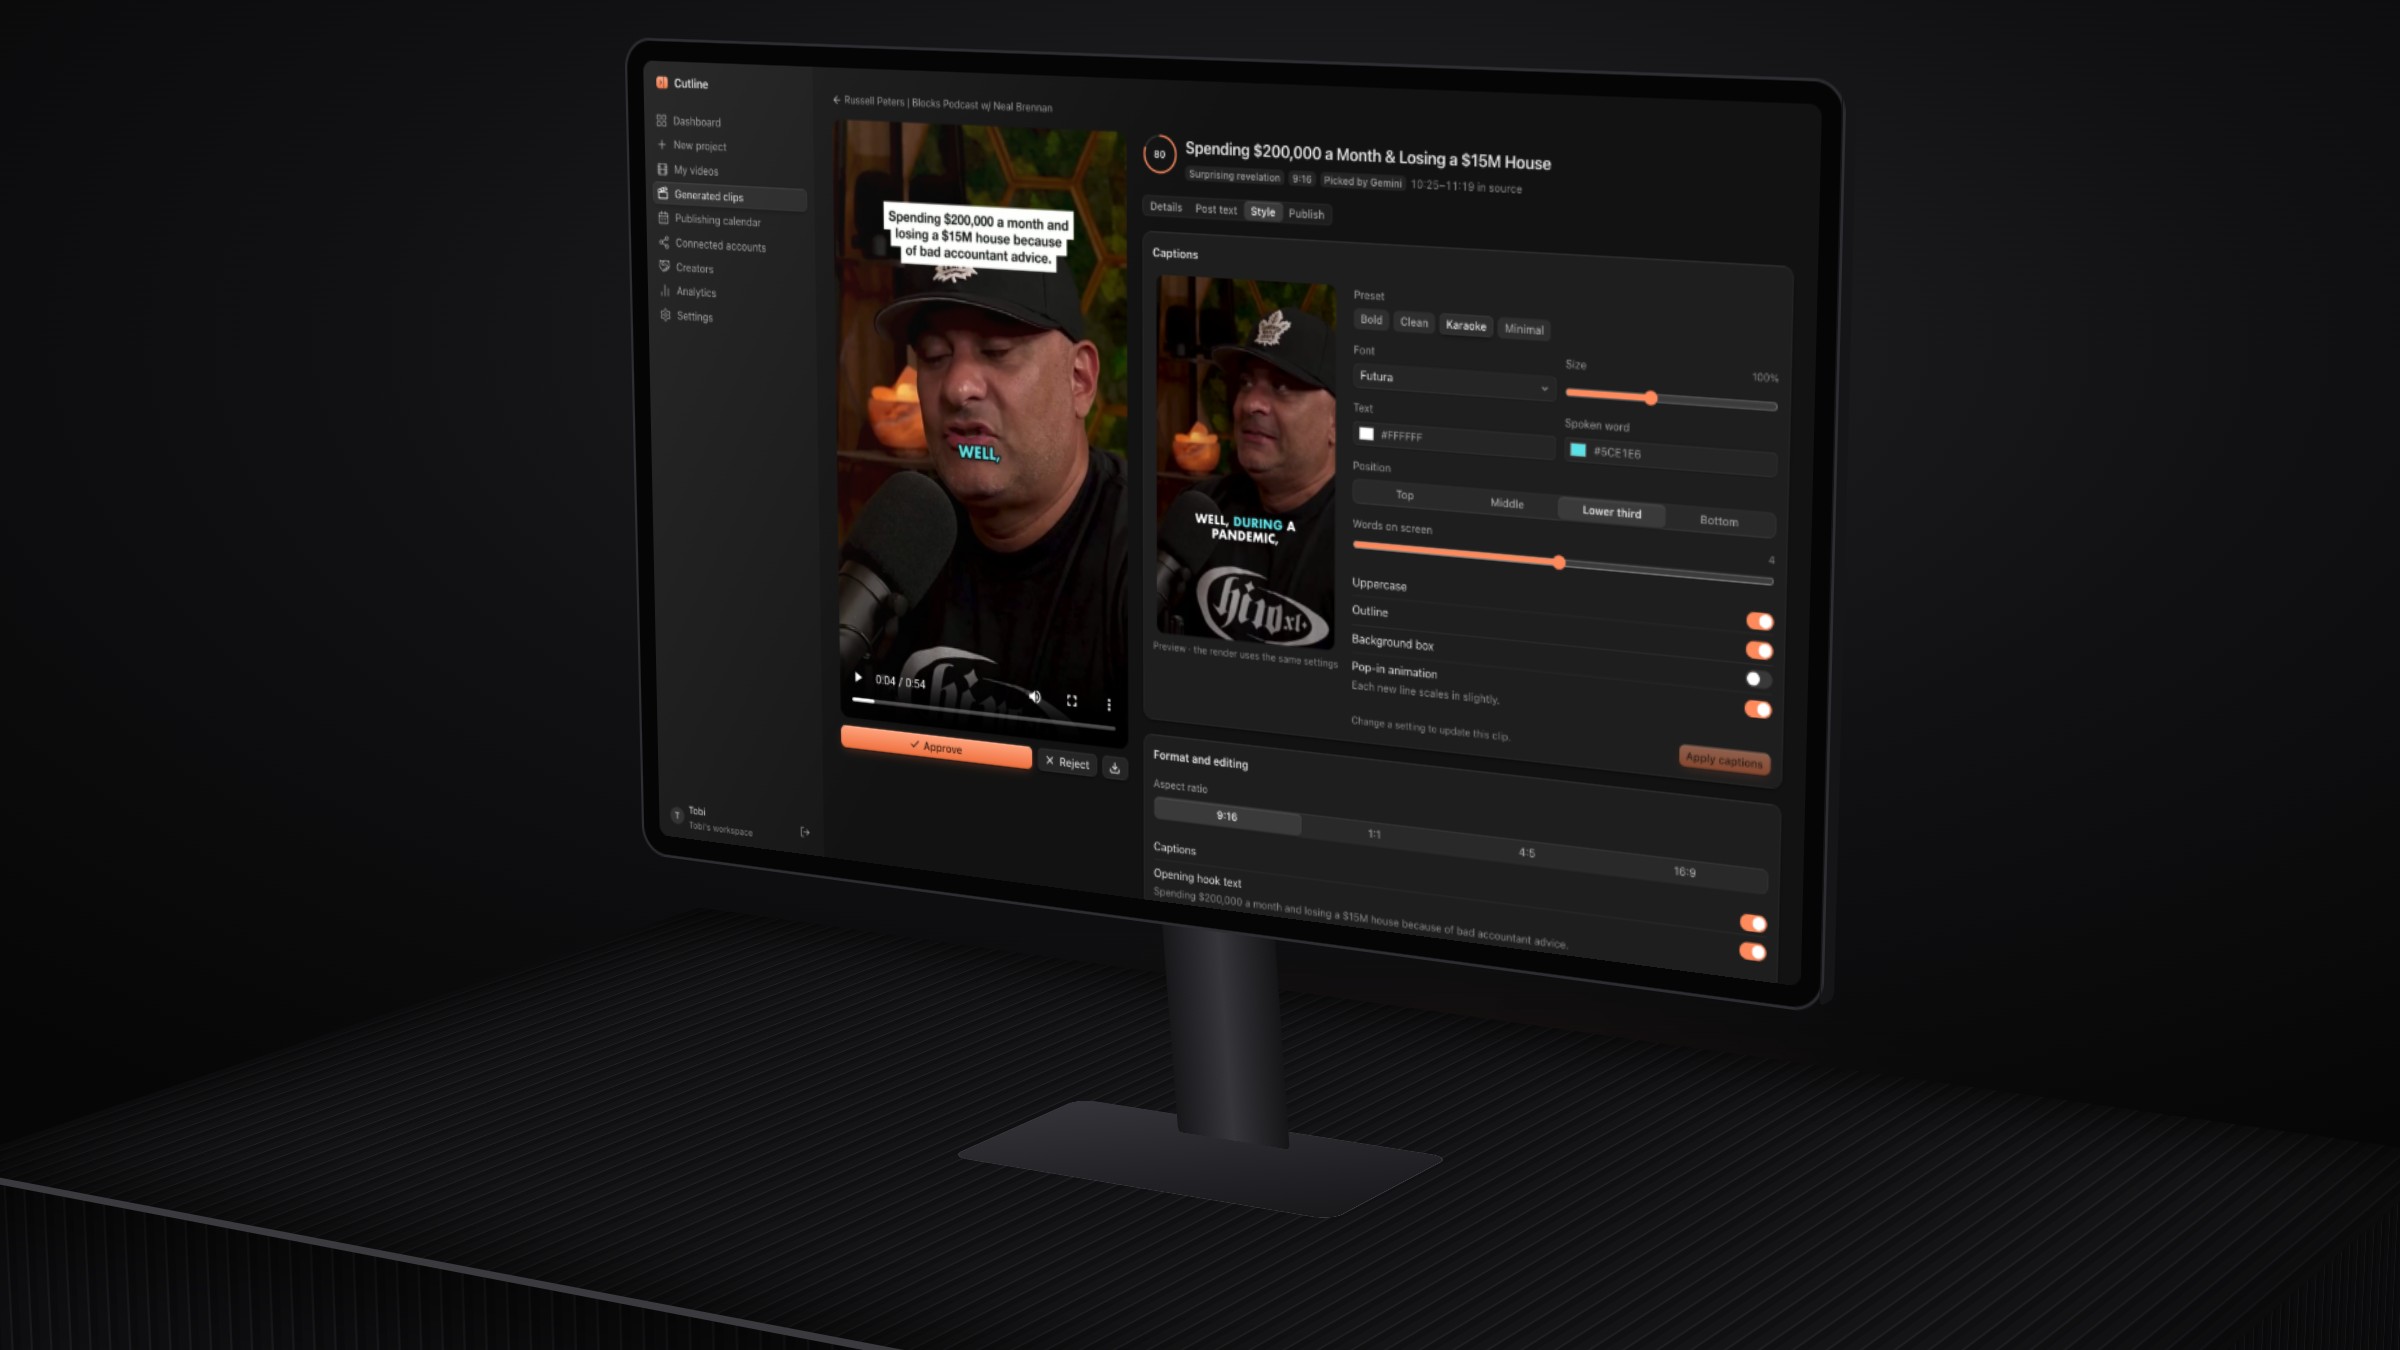 Cutline
Dashboard
New project
My videos
Generated clips
Publishing calendar
Connected accounts
Creators
Analytics
Settings
Tobi
T
Tobi's workspace
Russell Peters | Blocks Podcast w/ Neal Brennan
Spending $200,000 a month and
losing a $15M house because
of bad accountant advice.
WELL,
0:04 / 0:54
Approve
Reject
80
Spending $200,000 a Month & Losing a $15M House
Surprising revelation 9:16 Picked by Gemini 10:25–11:19 in source
Details Post text Style Publish
Captions
WELL, DURING A
PANDEMIC,
hiro xl
Preview · the render uses the same settings
Preset
Bold Clean Karaoke Minimal
Font
Futura
Size
100%
Text
#FFFFFF
Spoken word
#5CE1E6
Position
Top Middle Lower third Bottom
Words on screen
4
Uppercase
Outline
Background box
Pop-in animation
Each new line scales in slightly.
Change a setting to update this clip.
Apply captions
Format and editing
Aspect ratio
9:16 1:1 4:5 16:9
Captions
Opening hook text
Spending $200,000 a month and losing a $15M house because of bad accountant advice.